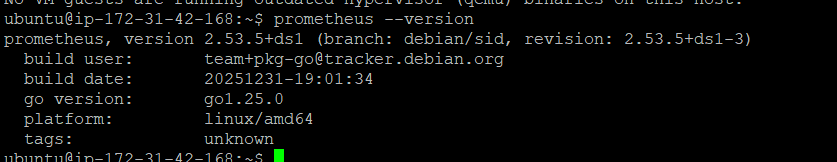 No VM guests are running outdated hypervisor (qemu) binaries on this host.
ubuntu@ip-172-31-42-168:~$ prometheus --version
prometheus, version 2.53.5+ds1 (branch: debian/sid, revision: 2.53.5+ds1-3)
  build user:       team+pkg-go@tracker.debian.org
  build date:       20251231-19:01:34
  go version:       go1.25.0
  platform:         linux/amd64
  tags:             unknown
ubuntu@ip-172-31-42-168:~$